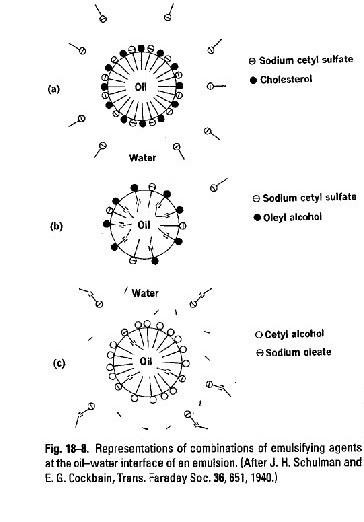 (a)
Oil
Sodium cetyl sulfate
Cholesterol
Water
(b)
Oil
Sodium cetyl sulfate
Oleyl alcohol
Water
(c)
Oil
Cetyl alcohol
Sodium oleate
Fig. 18–8. Representations of combinations of emulsifying agents
at the oil–water interface of an emulsion. (After J. H. Schulman and
E. G. Cockbain, Trans. Faraday Soc. 36, 651, 1940.)